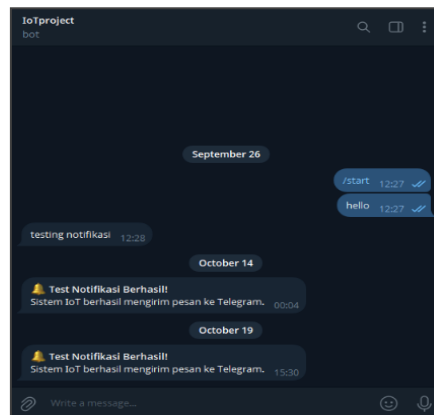 IoTproject
bot
September 26
/start 12:27
hello 12:27
testing notifikasi 12:28
October 14
🔔 Test Notifikasi Berhasil!
Sistem IoT berhasil mengirim pesan ke Telegram. 00:04
October 19
🔔 Test Notifikasi Berhasil!
Sistem IoT berhasil mengirim pesan ke Telegram. 15:30
Write a message...